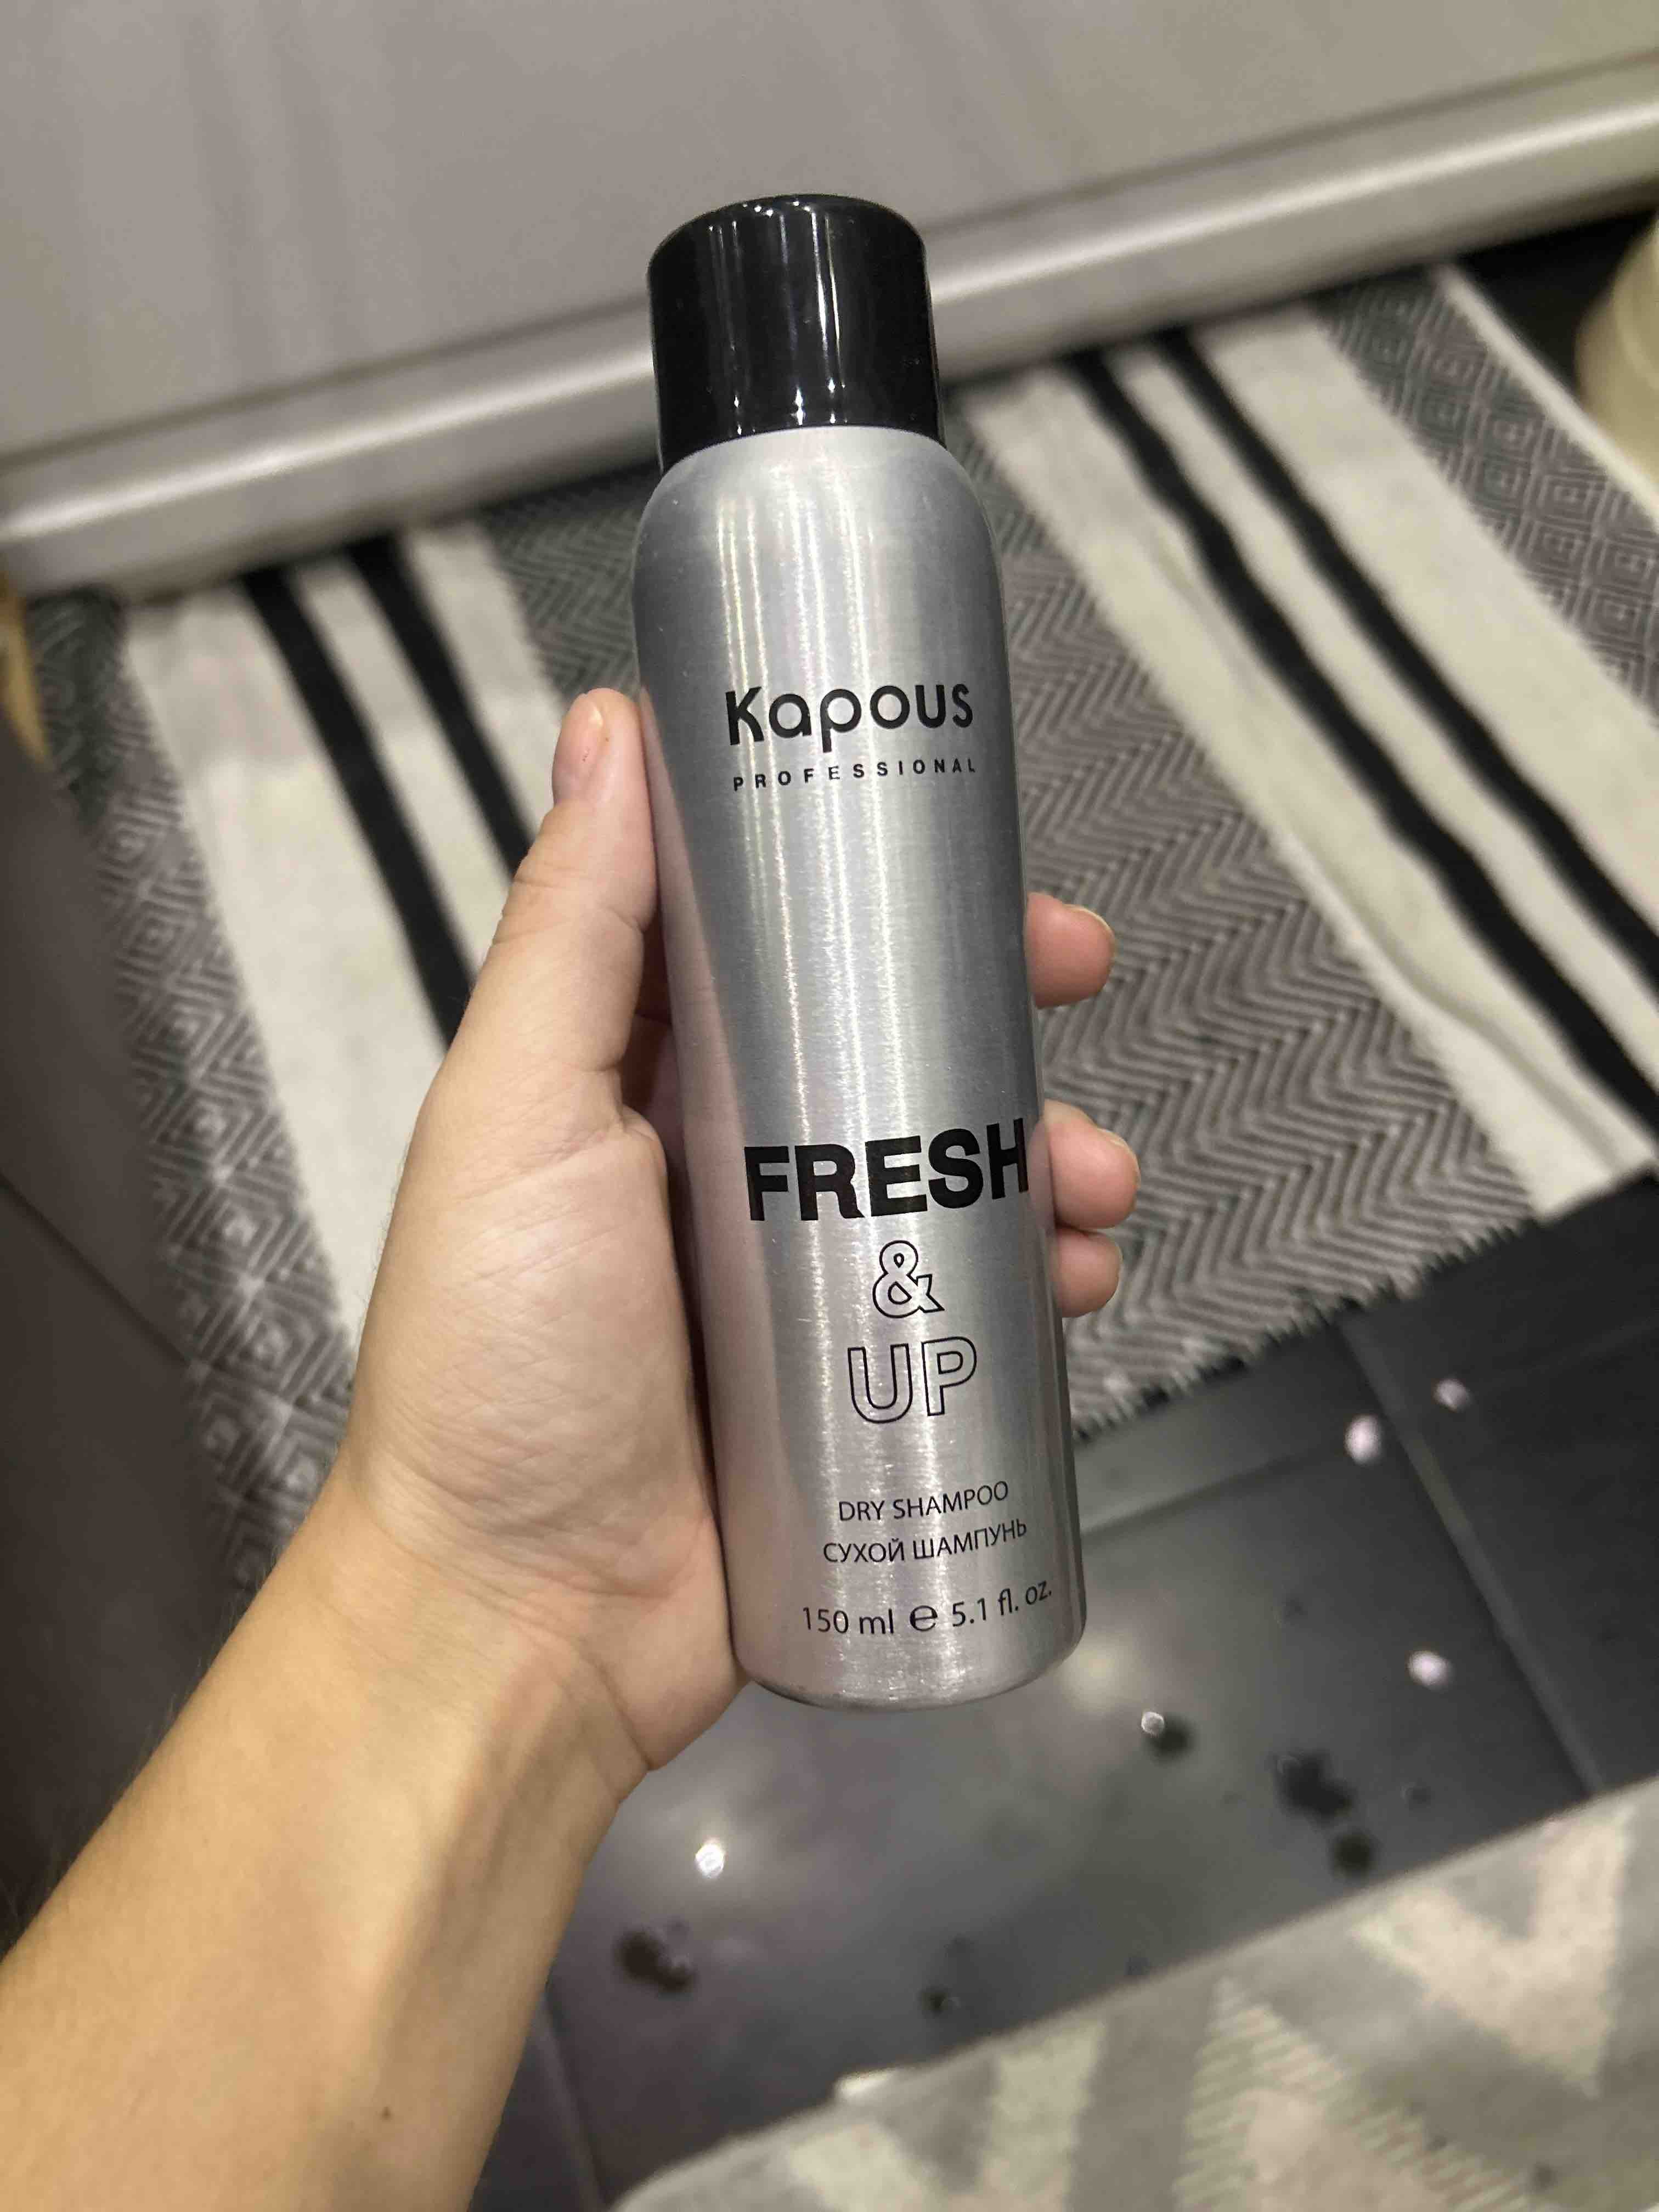 Kapous
PROFESSIONAL
FRESH
&
UP
DRY SHAMPOO
СУХОЙ ШАМПУНЬ
150 ml ℮ 5.1 fl. oz.